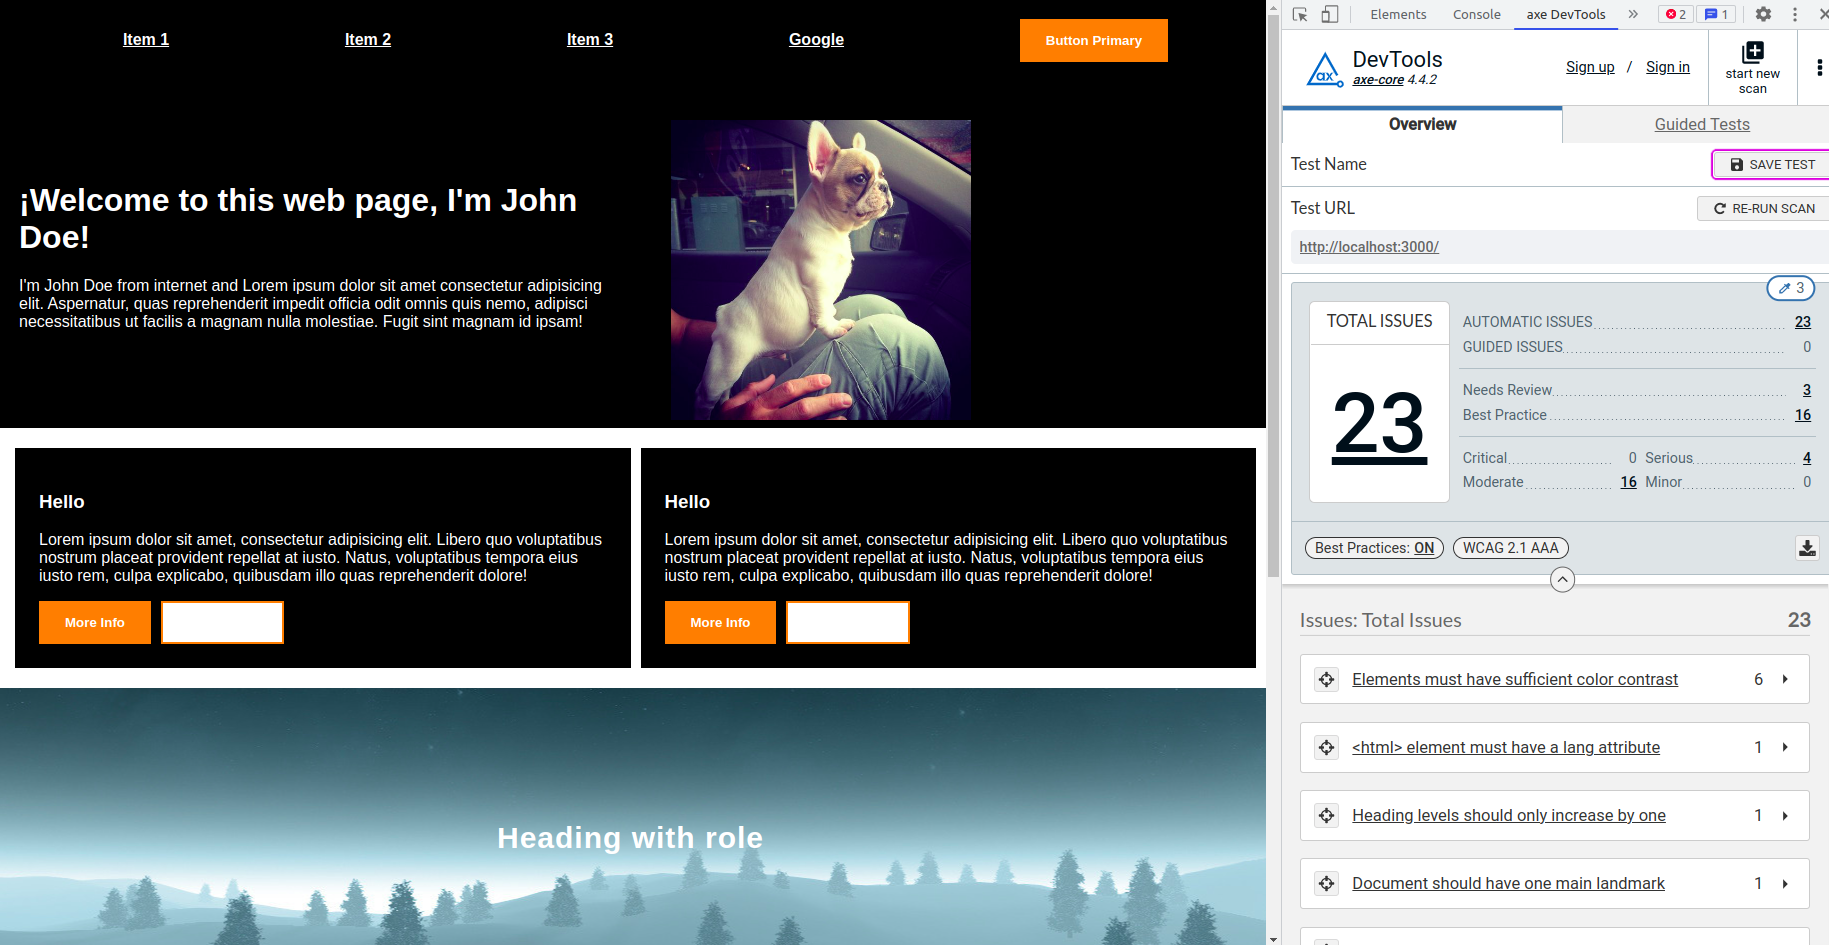 Item 1
Item 2
Item 3
Google
Button Primary
¡Welcome to this web page, I'm John
Doe!
I'm John Doe from internet and Lorem ipsum dolor sit amet consectetur adipisicing
elit. Aspernatur, quas reprehenderit impedit officia odit omnis quis nemo, adipisci
necessitatibus ut facilis a magnam nulla molestiae. Fugit sint magnam id ipsam!
Hello
Lorem ipsum dolor sit amet, consectetur adipisicing elit. Libero quo voluptatibus
nostrum placeat provident repellat at iusto. Natus, voluptatibus tempora eius
iusto rem, culpa explicabo, quibusdam illo quas reprehenderit dolore!
More Info
Hello
Lorem ipsum dolor sit amet, consectetur adipisicing elit. Libero quo voluptatibus
nostrum placeat provident repellat at iusto. Natus, voluptatibus tempora eius
iusto rem, culpa explicabo, quibusdam illo quas reprehenderit dolore!
More Info
Heading with role
Elements
Console
axe DevTools
2
1
ax
DevTools
axe-core 4.4.2
Sign up / Sign in
start new
scan
Overview
Guided Tests
Test Name
SAVE TEST
Test URL
RE-RUN SCAN
http://localhost:3000/
3
TOTAL ISSUES
23
AUTOMATIC ISSUES 23
GUIDED ISSUES 0
Needs Review 3
Best Practice 16
Critical 0 Serious 4
Moderate 16 Minor 0
Best Practices: ON
WCAG 2.1 AAA
Issues: Total Issues 23
Elements must have sufficient color contrast 6
<html> element must have a lang attribute 1
Heading levels should only increase by one 1
Document should have one main landmark 1